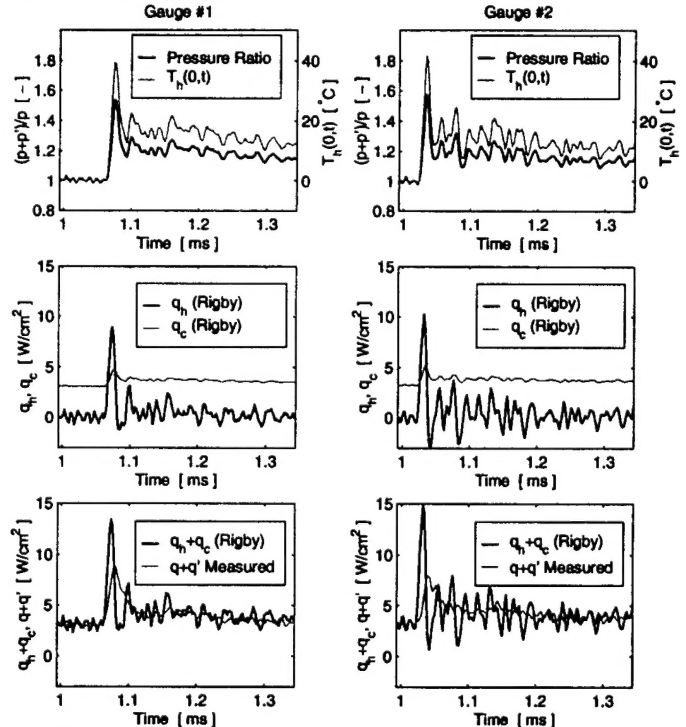 Gauge #1
Gauge #2
(p+p')/p [ – ]
1.8
1.6
1.4
1.2
1
0.8
Pressure Ratio
T_h(0,t)
40
20
0
T_h(0,t) [ °C ]
1 1.1 1.2 1.3
Time [ ms ]
(p+p')/p [ – ]
1.8
1.6
1.4
1.2
1
0.8
Pressure Ratio
T_h(0,t)
40
20
0
T_h(0,t) [ °C ]
1 1.1 1.2 1.3
Time [ ms ]
q_h, q_c [ W/cm² ]
15
10
5
0
q_h (Rigby)
q_c (Rigby)
1 1.1 1.2 1.3
Time [ ms ]
q_h, q_c [ W/cm² ]
15
10
5
0
q_h (Rigby)
q_c (Rigby)
1 1.1 1.2 1.3
Time [ ms ]
q_h+q_c, q+q' [ W/cm² ]
15
10
5
0
q_h+q_c (Rigby)
q+q' Measured
1 1.1 1.2 1.3
Time [ ms ]
q_h+q_c, q+q' [ W/cm² ]
15
10
5
0
q_h+q_c (Rigby)
q+q' Measured
1 1.1 1.2 1.3
Time [ ms ]